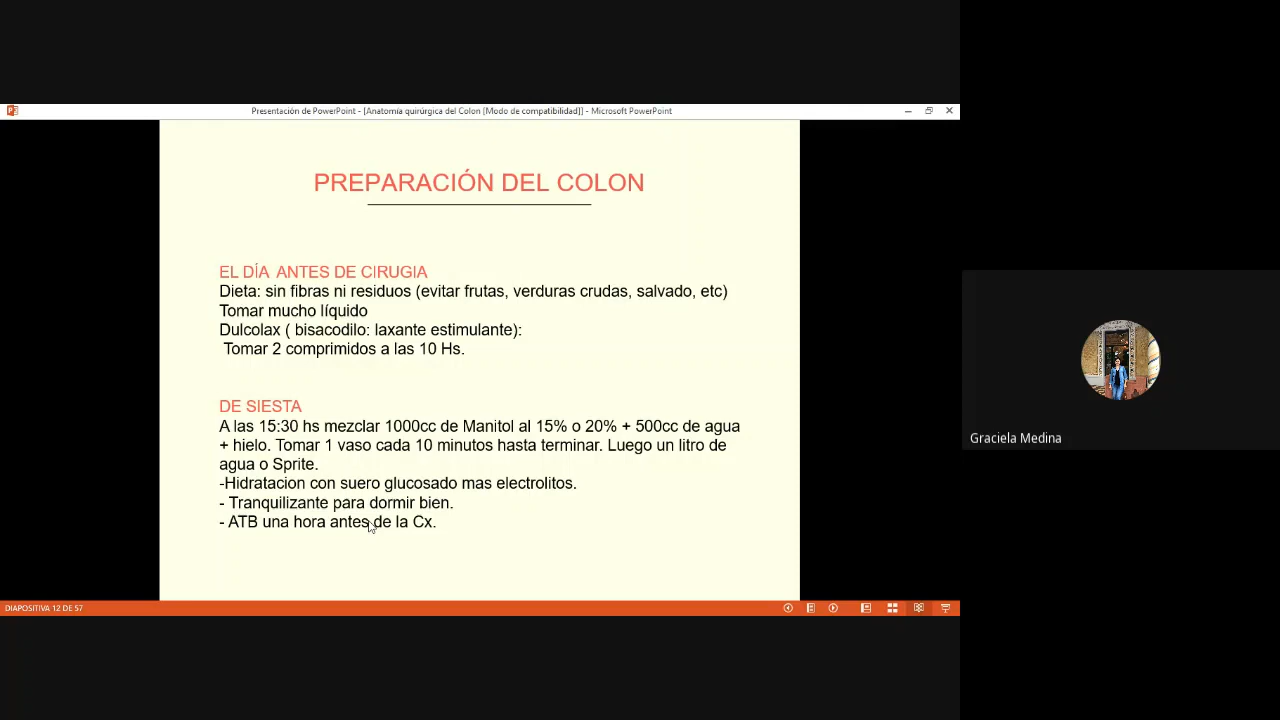 Presentación de PowerPoint - [Anatomía quirúrgica del Colon [Modo de compatibilidad]] - Microsoft PowerPoint
PREPARACIÓN DEL COLON
EL DÍA  ANTES DE CIRUGIA
Dieta: sin fibras ni residuos (evitar frutas, verduras crudas, salvado, etc)
Tomar mucho líquido
Dulcolax ( bisacodilo: laxante estimulante):
Tomar 2 comprimidos a las 10 Hs.
DE SIESTA
A las 15:30 hs mezclar 1000cc de Manitol al 15% o 20% + 500cc de agua
+ hielo. Tomar 1 vaso cada 10 minutos hasta terminar. Luego un litro de
agua o Sprite.
-Hidratacion con suero glucosado mas electrolitos.
- Tranquilizante para dormir bien.
- ATB una hora antes de la Cx.
Graciela Medina
DIAPOSITIVA 12 DE 57